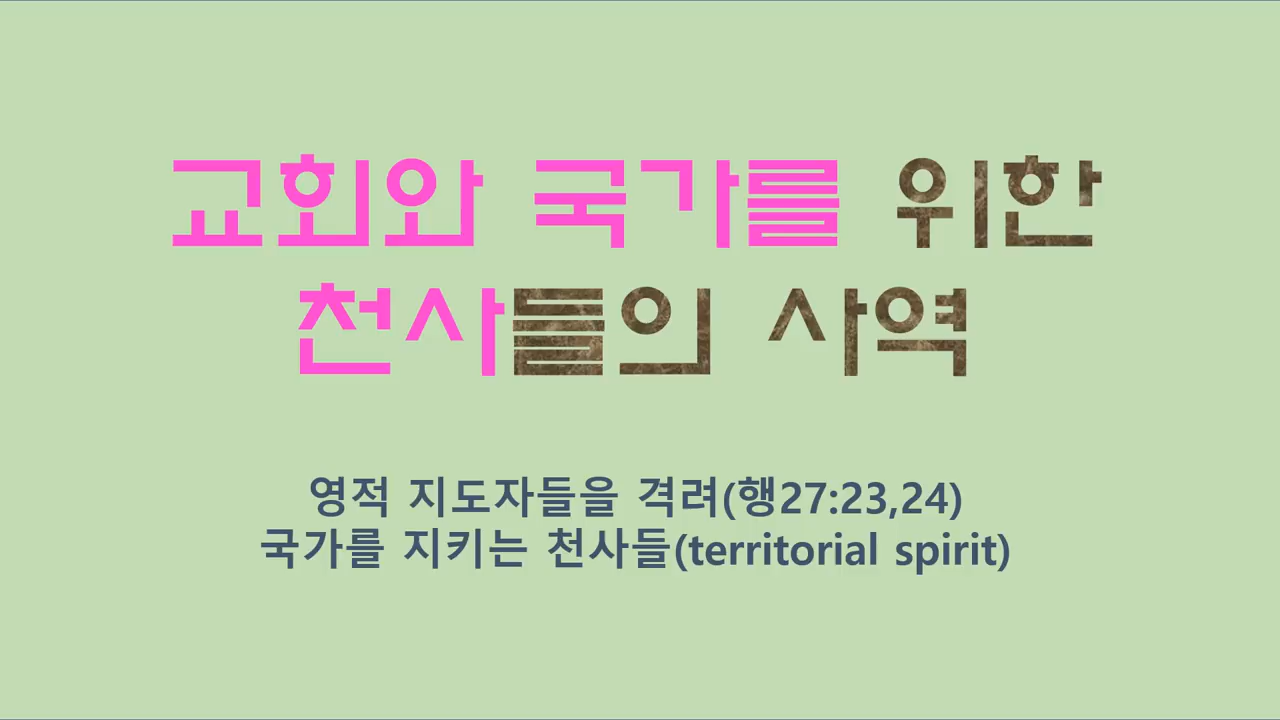 교회와 국가를 위한
천사들의 사역
영적 지도자들을 격려(행27:23,24)
국가를 지키는 천사들(territorial spirit)